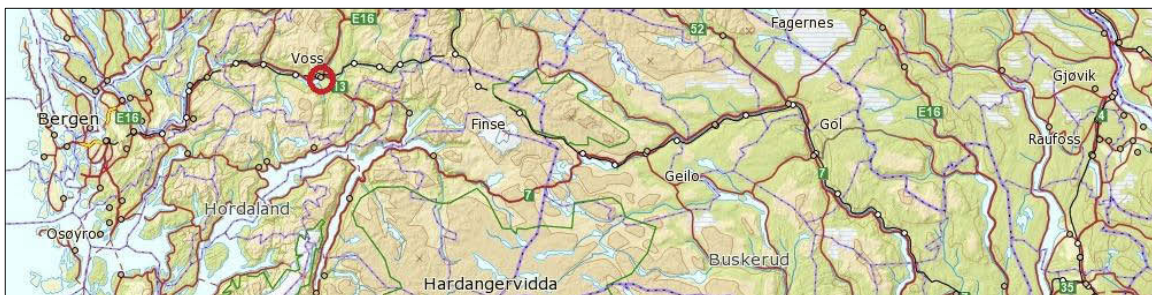 E16
52
Fagernes
Voss
13
Gjøvik
E16
Bergen
E16
4
Finse
Gol
Raufoss
7
Geilo
7
Hordaland
Osøyro
Buskerud
Hardangervidda
35